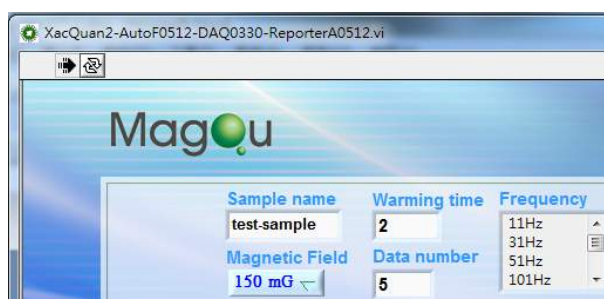 XacQuan2-AutoF0512-DAQ0330-ReporterA0512.vi
MagQu
Sample name Warming time Frequency
test-sample 2 11Hz
31Hz
Magnetic Field Data number 51Hz
150 mG 5 101Hz